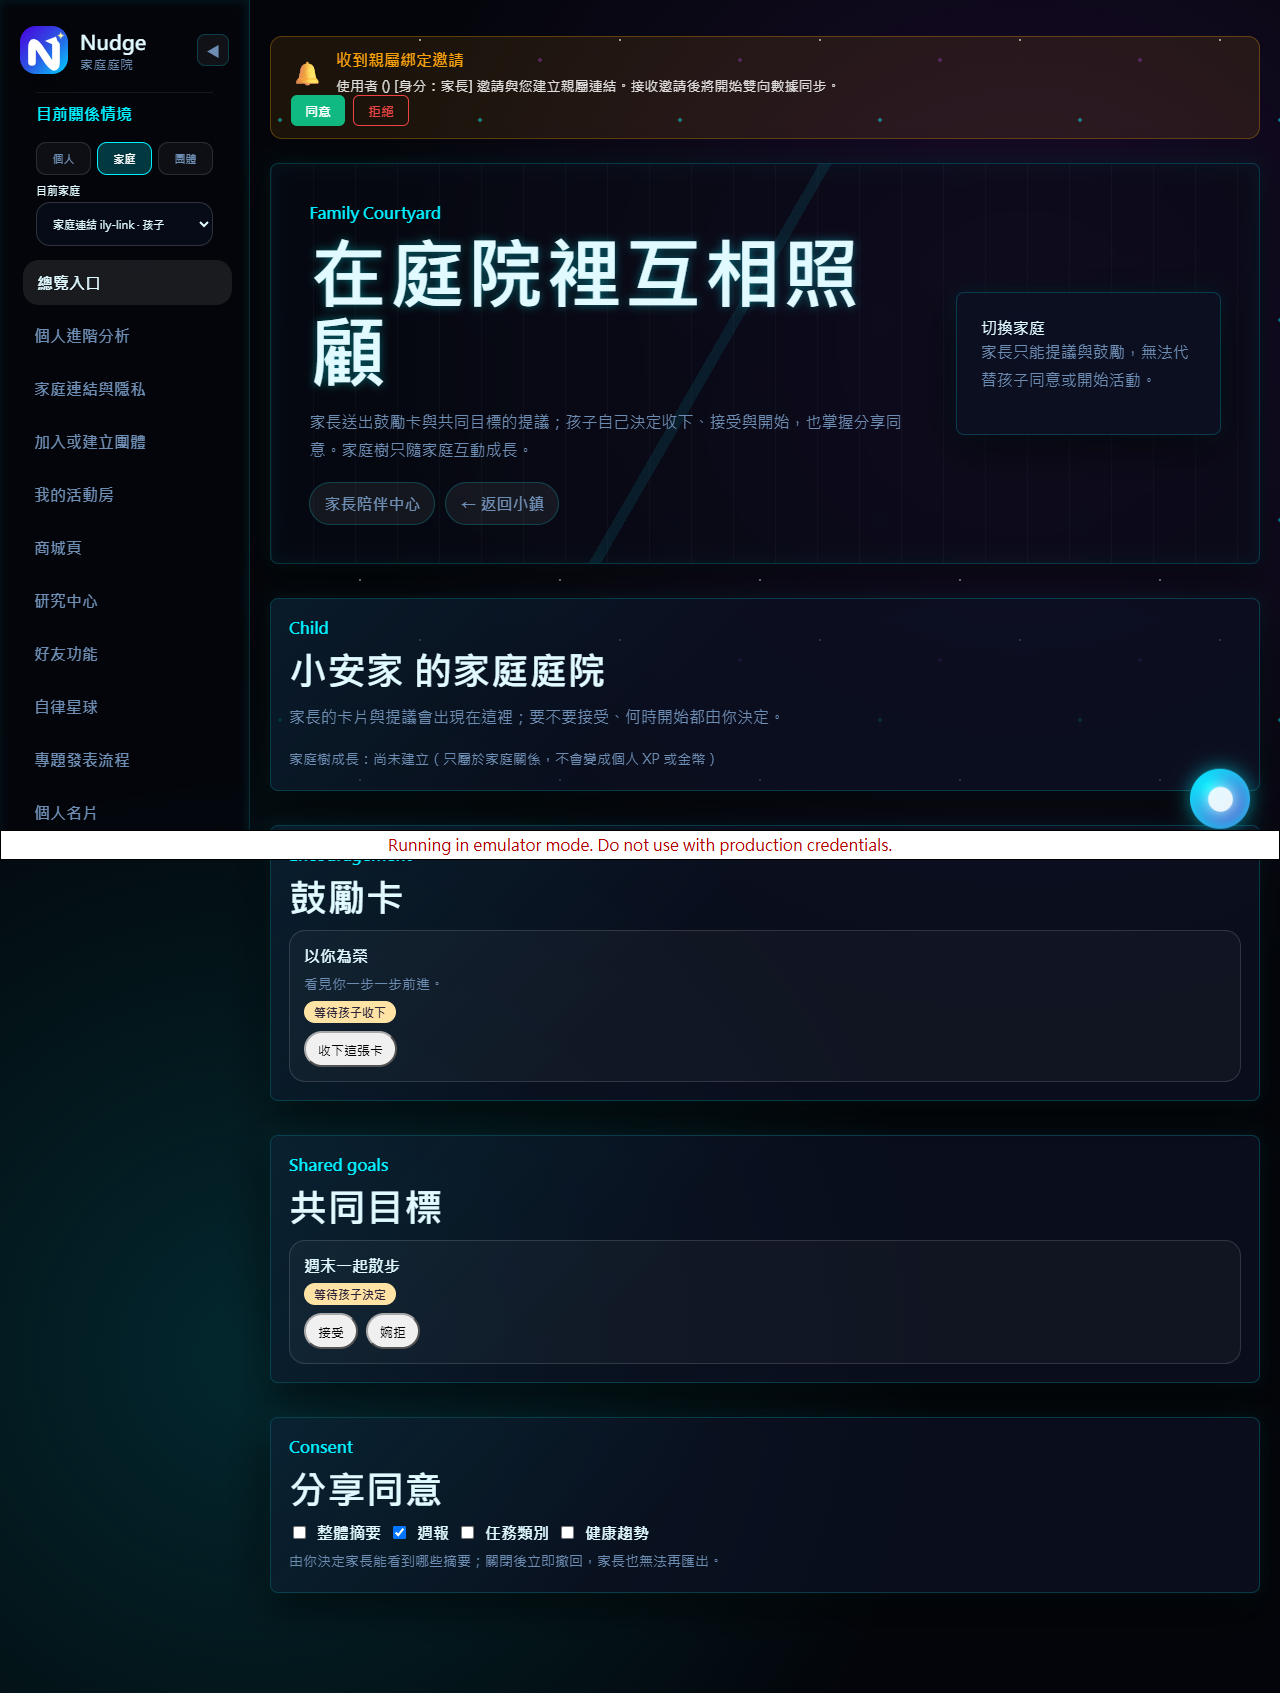 Nudge
家庭庭院
◀
目前關係情境
個人
家庭
團體
目前家庭
家庭連結 ily-link · 孩子
總覽入口
個人進階分析
家庭連結與隱私
加入或建立團體
我的活動房
商城頁
研究中心
好友功能
自律星球
專題發表流程
個人名片
收到親屬綁定邀請
使用者 () [身分：家長] 邀請與您建立親屬連結。接收邀請後將開始雙向數據同步。
同意
拒絕
Family Courtyard
在庭院裡互相照
顧
家長送出鼓勵卡與共同目標的提議；孩子自己決定收下、接受與開始，也掌握分享同
意。家庭樹只隨家庭互動成長。
家長陪伴中心
← 返回小鎮
切換家庭
家長只能提議與鼓勵，無法代
替孩子同意或開始活動。
Child
小安家 的家庭庭院
家長的卡片與提議會出現在這裡；要不要接受、何時開始都由你決定。
家庭樹成長：尚未建立（只屬於家庭關係，不會變成個人 XP 或金幣）
Running in emulator mode. Do not use with production credentials.
鼓勵卡
以你為榮
看見你一步一步前進。
等待孩子收下
收下這張卡
Shared goals
共同目標
週末一起散步
等待孩子決定
接受
婉拒
Consent
分享同意
整體摘要
週報
任務類別
健康趨勢
由你決定家長能看到哪些摘要；關閉後立即撤回，家長也無法再匯出。